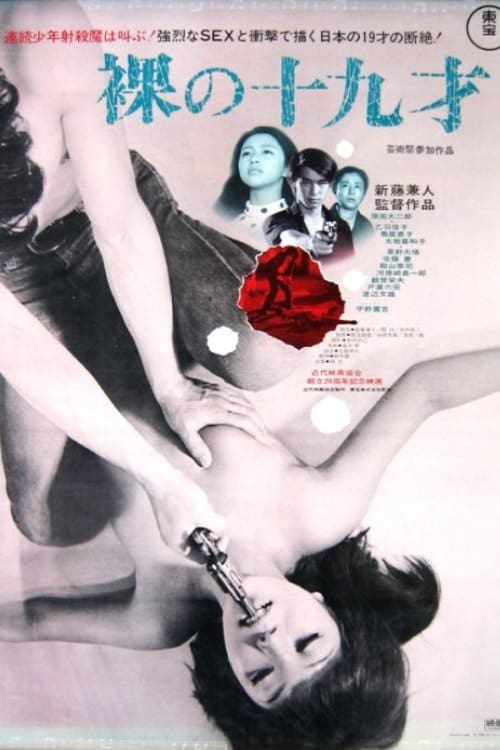 連続少年射殺魔は叫ぶ!強烈なSEXと衝撃で描く日本の19才の断絶!
東宝
裸の十九才
芸術祭参加作品
新藤兼人
監督作品
原田大二郎
乙羽信子
鳥居恵子
太地喜和子
草野大悟
佐藤慶
殿山泰司
河原崎長一郎
観世栄夫
戸浦六宏
渡辺文雄
宇野重吉
近代映画協会
創立20周年記念映画